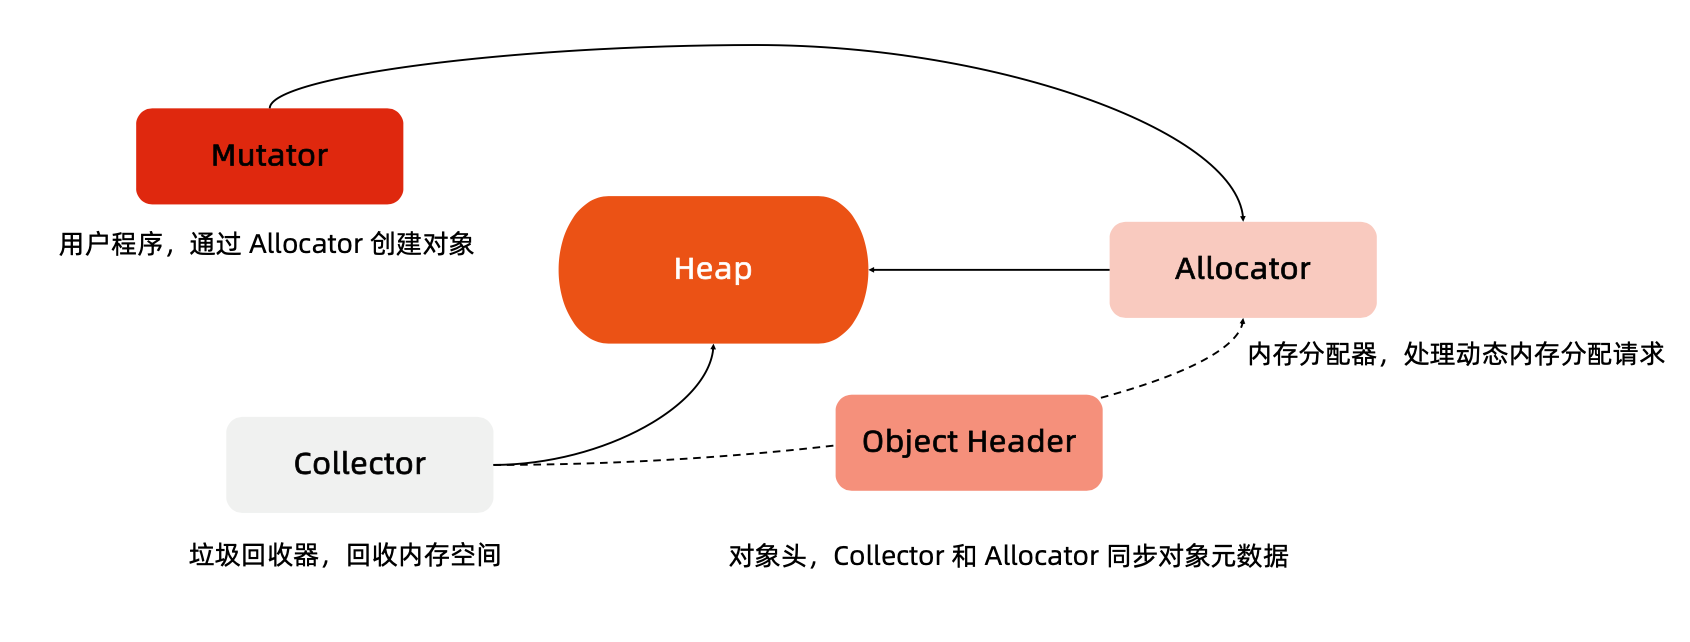 Mutator
用户程序，通过 Allocator 创建对象
Heap
Allocator
内存分配器，处理动态内存分配请求
Object Header
Collector
垃圾回收器，回收内存空间
对象头，Collector 和 Allocator 同步对象元数据